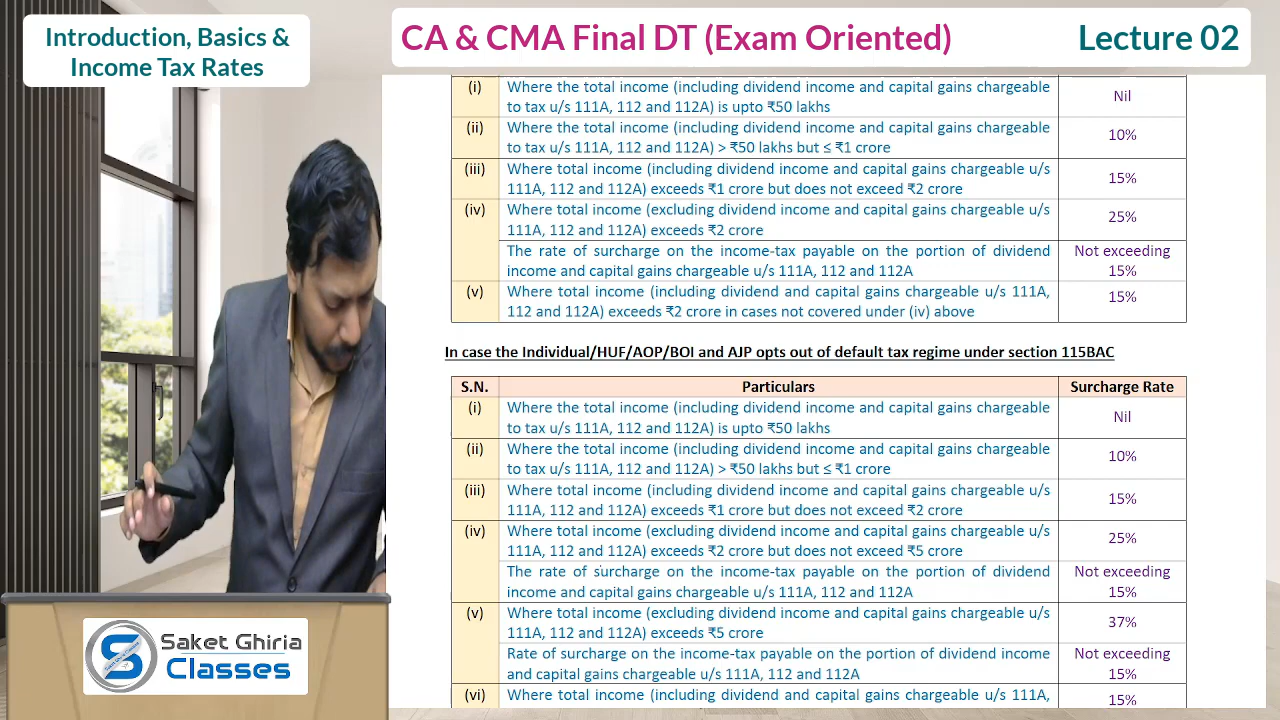 Introduction, Basics &
Income Tax Rates
CA & CMA Final DT (Exam Oriented)
Lecture 02
(i)
Where the total income (including dividend income and capital gains chargeable
to tax u/s 111A, 112 and 112A) is upto ₹50 lakhs
Nil
(ii)
Where the total income (including dividend income and capital gains chargeable
to tax u/s 111A, 112 and 112A) > ₹50 lakhs but ≤ ₹1 crore
10%
(iii)
Where total income (including dividend income and capital gains chargeable u/s
111A, 112 and 112A) exceeds ₹1 crore but does not exceed ₹2 crore
15%
(iv)
Where total income (excluding dividend income and capital gains chargeable u/s
111A, 112 and 112A) exceeds ₹2 crore
25%
The rate of surcharge on the income-tax payable on the portion of dividend
income and capital gains chargeable u/s 111A, 112 and 112A
Not exceeding
15%
(v)
Where total income (including dividend and capital gains chargeable u/s 111A,
112 and 112A) exceeds ₹2 crore in cases not covered under (iv) above
15%
In case the Individual/HUF/AOP/BOI and AJP opts out of default tax regime under section 115BAC
S.N.
Particulars
Surcharge Rate
(i)
Where the total income (including dividend income and capital gains chargeable
to tax u/s 111A, 112 and 112A) is upto ₹50 lakhs
Nil
(ii)
Where the total income (including dividend income and capital gains chargeable
to tax u/s 111A, 112 and 112A) > ₹50 lakhs but ≤ ₹1 crore
10%
(iii)
Where total income (including dividend income and capital gains chargeable u/s
111A, 112 and 112A) exceeds ₹1 crore but does not exceed ₹2 crore
15%
(iv)
Where total income (excluding dividend income and capital gains chargeable u/s
111A, 112 and 112A) exceeds ₹2 crore but does not exceed ₹5 crore
25%
The rate of surcharge on the income-tax payable on the portion of dividend
income and capital gains chargeable u/s 111A, 112 and 112A
Not exceeding
15%
(v)
Where total income (excluding dividend income and capital gains chargeable u/s
111A, 112 and 112A) exceeds ₹5 crore
37%
Rate of surcharge on the income-tax payable on the portion of dividend income
and capital gains chargeable u/s 111A, 112 and 112A
Not exceeding
15%
(vi)
Where total income (including dividend and capital gains chargeable u/s 111A,
15%
Saket Ghiria
Classes